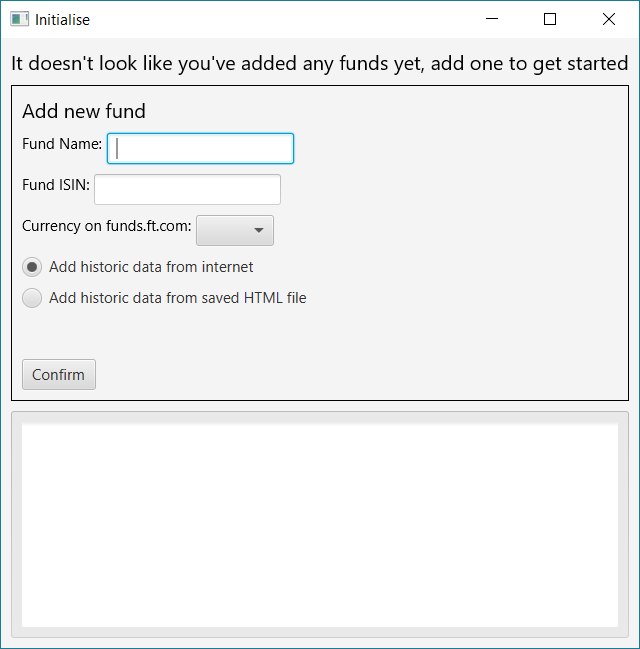 Initialise
It doesn't look like you've added any funds yet, add one to get started
Add new fund
Fund Name:
Fund ISIN:
Currency on funds.ft.com:
Add historic data from internet
Add historic data from saved HTML file
Confirm